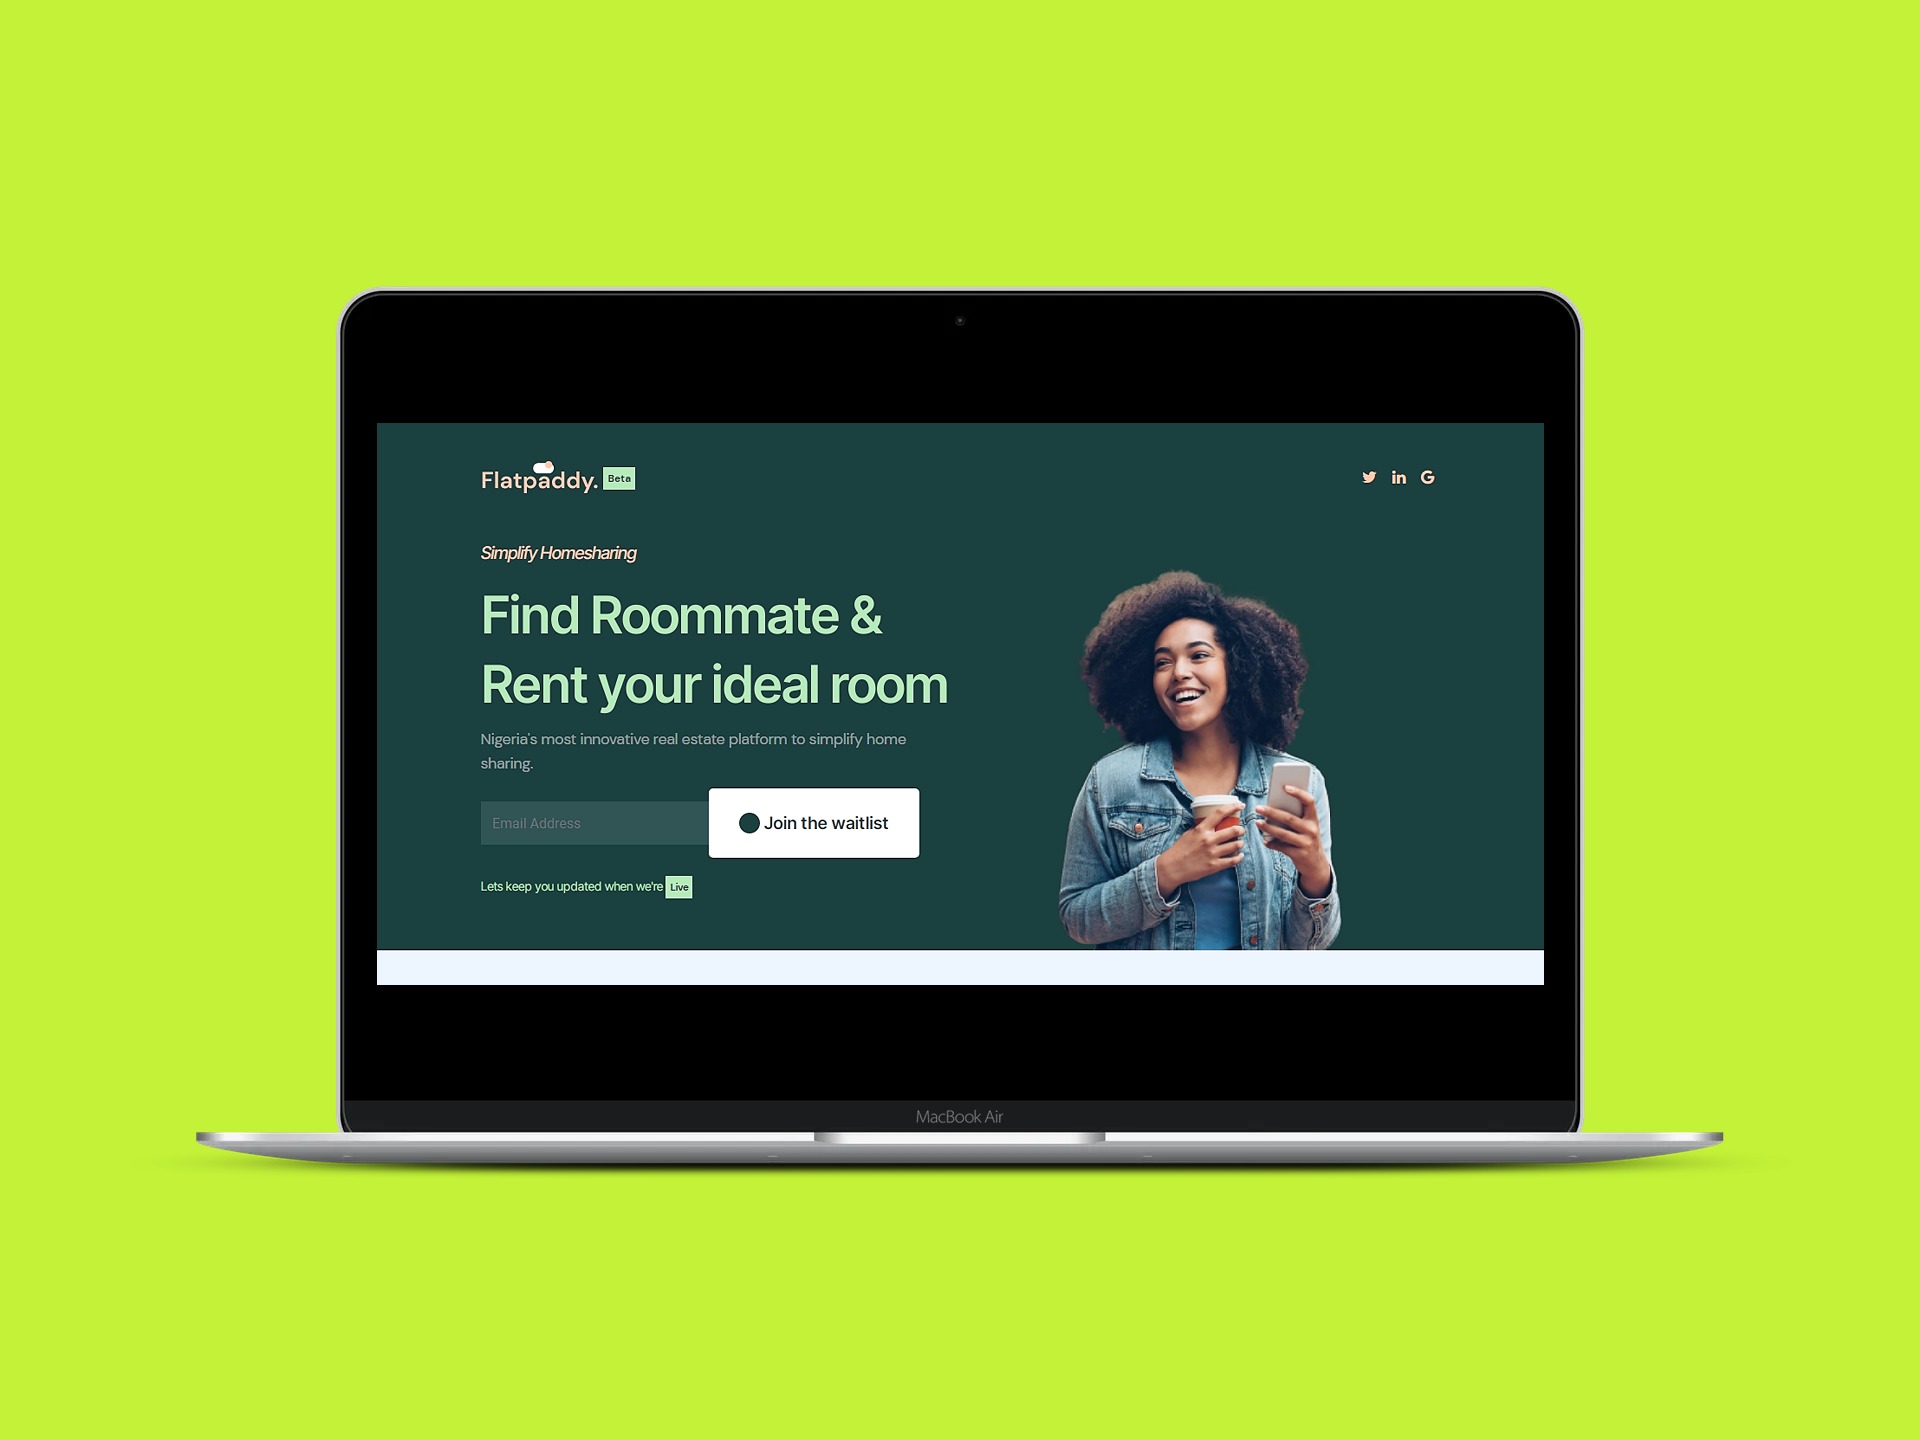 Flatpaddy. Beta
Simplify Homesharing
Find Roommate &
Rent your ideal room
Nigeria's most innovative real estate platform to simplify home
sharing.
Email Address
Join the waitlist
Lets keep you updated when we're Live
MacBook Air